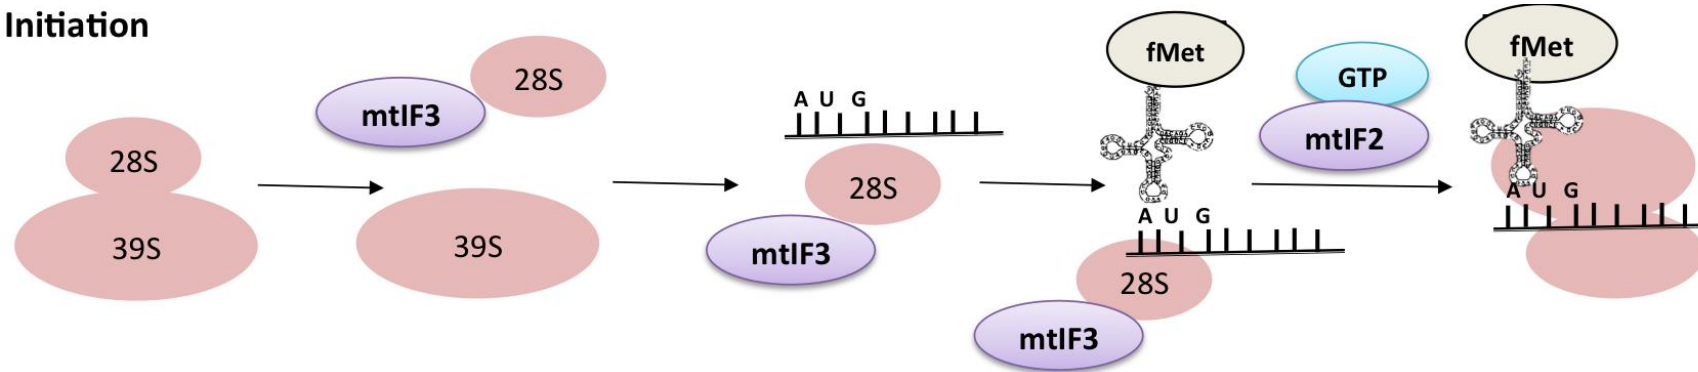 Initiation
28S
39S
mtIF3
28S
39S
A U G
28S
mtIF3
fMet
A U G
28S
mtIF3
GTP
mtIF2
fMet
A U G